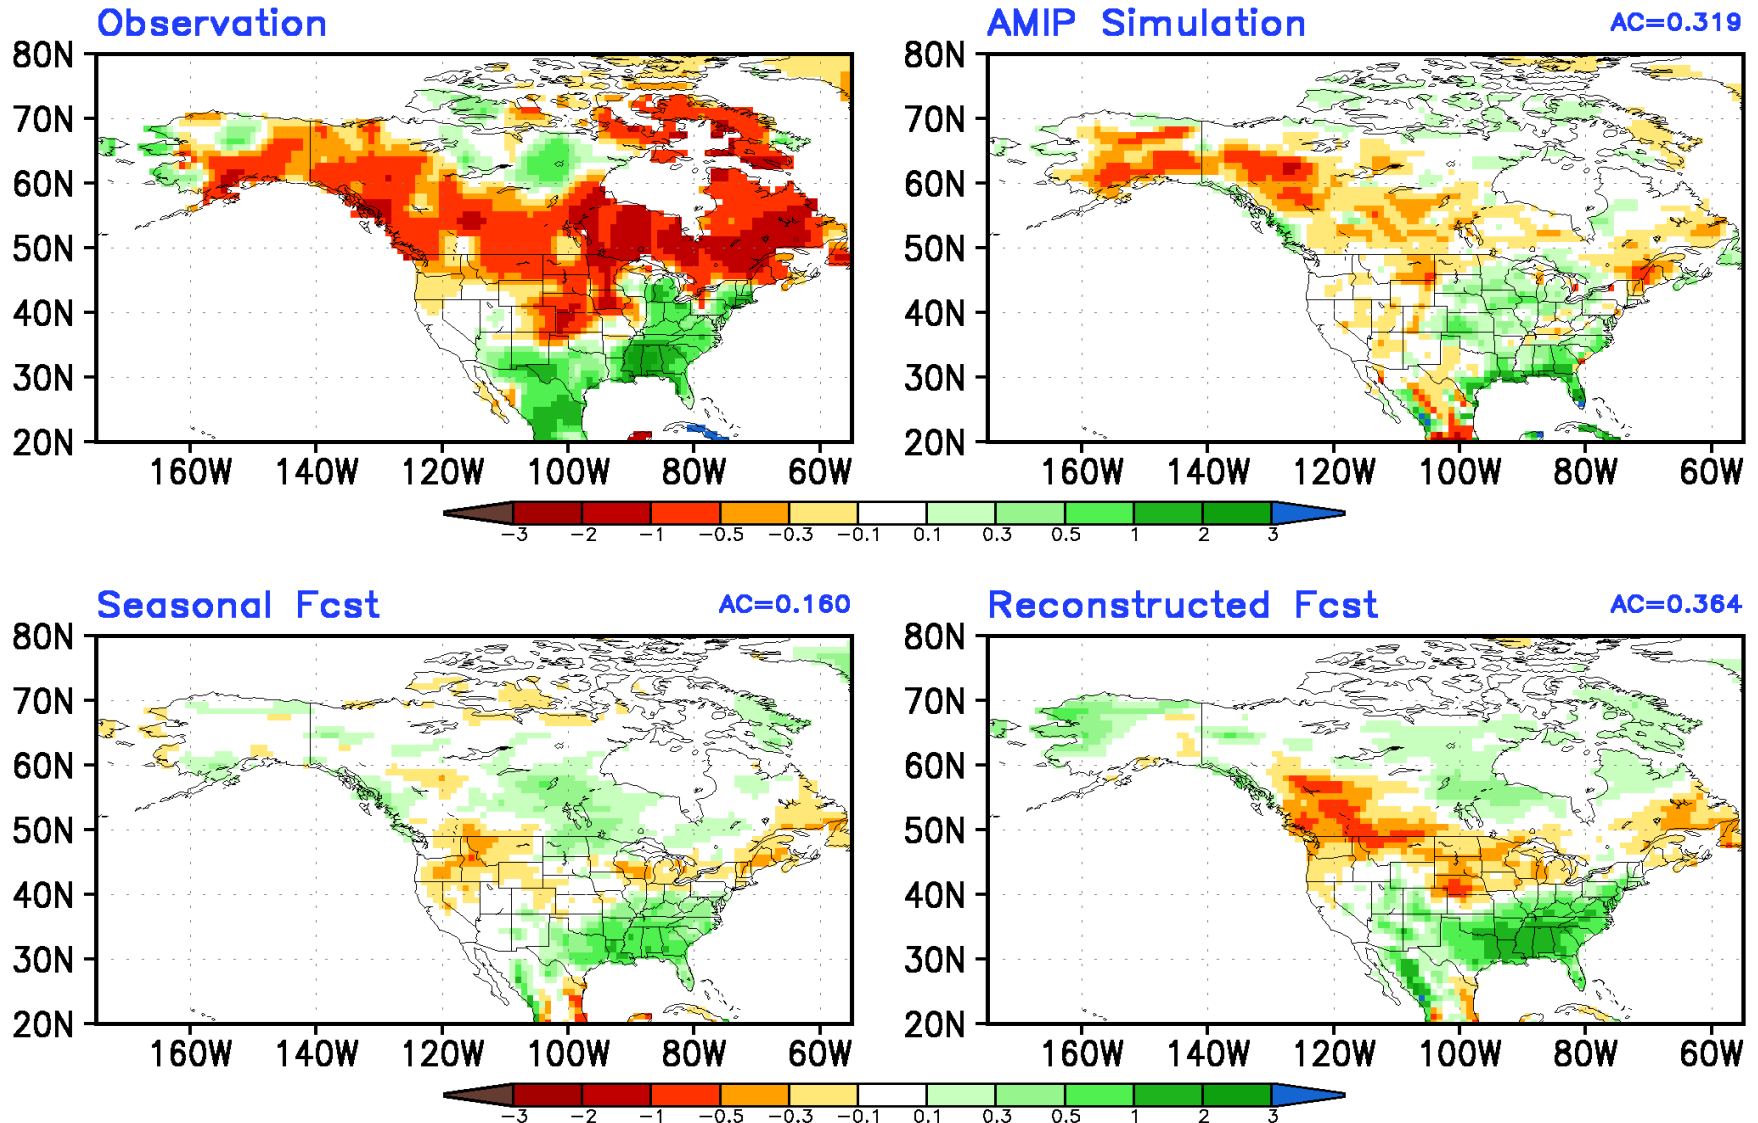 Observation
AMIP Simulation AC=0.319
80N 80N
70N 70N
60N 60N
50N 50N
40N 40N
30N 30N
20N 20N
160W 140W 120W 100W 80W 60W 160W 140W 120W 100W 80W 60W
-3 -2 -1 -0.5 -0.3 -0.1 0.1 0.3 0.5 1 2 3
Seasonal Fcst AC=0.160
Reconstructed Fcst AC=0.364
80N 80N
70N 70N
60N 60N
50N 50N
40N 40N
30N 30N
20N 20N
160W 140W 120W 100W 80W 60W 160W 140W 120W 100W 80W 60W
-3 -2 -1 -0.5 -0.3 -0.1 0.1 0.3 0.5 1 2 3